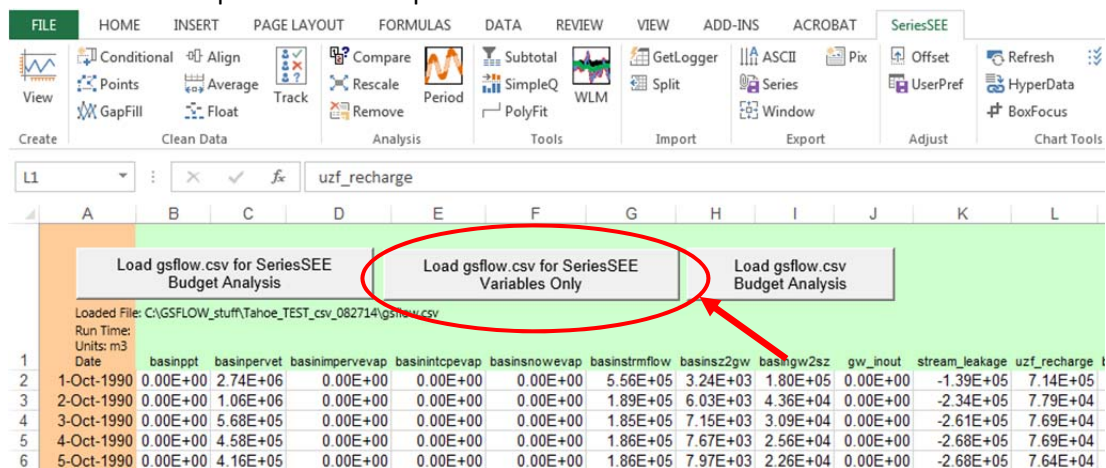 FILE HOME INSERT PAGE LAYOUT FORMULAS DATA REVIEW VIEW ADD-INS ACROBAT SeriesSEE
Conditional Align Compare Subtotal GetLogger ASCII Pix Offset Refresh
Points Average Rescale SimpleQ Split Series UserPref HyperData
View Track Period WLM
GapFill Float Remove PolyFit Window BoxFocus
Create Clean Data Analysis Tools Import Export Adjust Chart Tools
L1 fx uzf_recharge
A B C D E F G H I J K L
Load gsflow.csv for SeriesSEE
Budget Analysis
Load gsflow.csv for SeriesSEE
Variables Only
Load gsflow.csv
Budget Analysis
Loaded File: C:\GSFLOW_stuff\Tahoe_TEST_csv_082714\gsflow.csv
Run Time:
Units: m3
1 Date basinppt basinpervet basinimpervevap basinintcpevap basinsnowevap basinstrmflow basinsz2gw basingw2sz gw_inout stream_leakage uzf_recharge
2 1-Oct-1990 0.00E+00 2.74E+06 0.00E+00 0.00E+00 0.00E+00 5.56E+05 3.24E+03 1.80E+05 0.00E+00 -1.39E+05 7.14E+05
3 2-Oct-1990 0.00E+00 1.06E+06 0.00E+00 0.00E+00 0.00E+00 1.89E+05 6.03E+03 4.36E+04 0.00E+00 -2.34E+05 7.79E+04
4 3-Oct-1990 0.00E+00 5.68E+05 0.00E+00 0.00E+00 0.00E+00 1.85E+05 7.15E+03 3.09E+04 0.00E+00 -2.61E+05 7.69E+04
5 4-Oct-1990 0.00E+00 4.58E+05 0.00E+00 0.00E+00 0.00E+00 1.86E+05 7.67E+03 2.56E+04 0.00E+00 -2.68E+05 7.69E+04
6 5-Oct-1990 0.00E+00 4.16E+05 0.00E+00 0.00E+00 0.00E+00 1.86E+05 7.97E+03 2.26E+04 0.00E+00 -2.68E+05 7.64E+04